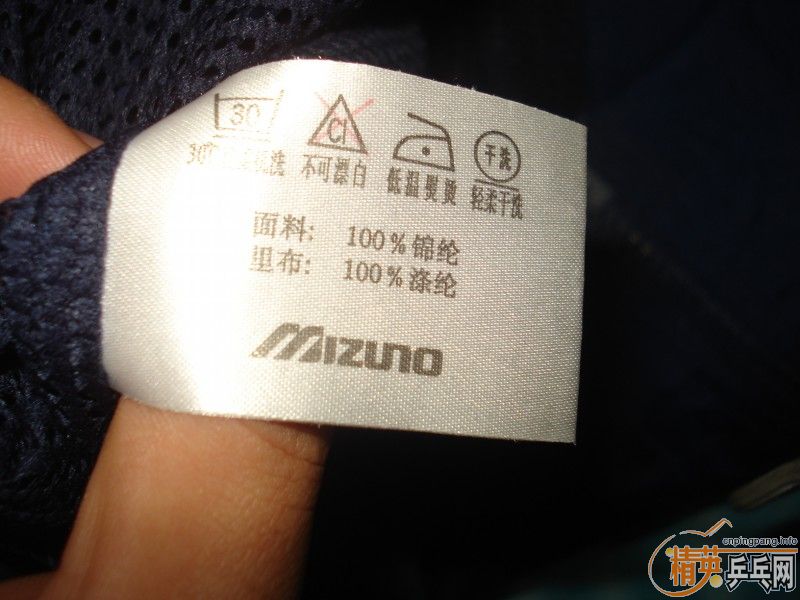 30
Cl
干洗
不可漂白
低温熨烫
轻柔干洗
面料: 100%锦纶
里布: 100%涤纶
MIZUNO
cnpingpang.info
精英乒乓网